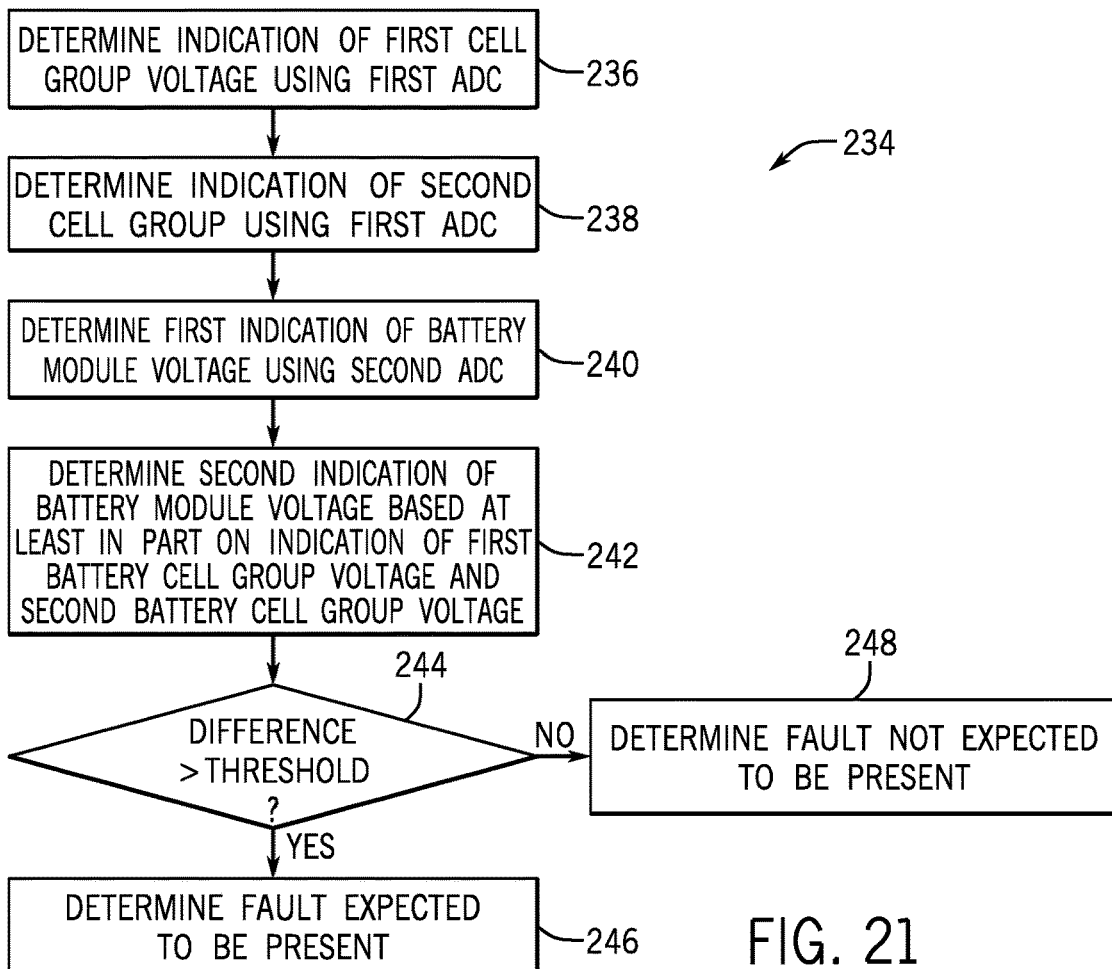 DETERMINE INDICATION OF FIRST CELL
GROUP VOLTAGE USING FIRST ADC
236
234
DETERMINE INDICATION OF SECOND
CELL GROUP USING FIRST ADC
238
DETERMINE FIRST INDICATION OF BATTERY
MODULE VOLTAGE USING SECOND ADC
240
DETERMINE SECOND INDICATION OF
BATTERY MODULE VOLTAGE BASED AT
LEAST IN PART ON INDICATION OF FIRST
BATTERY CELL GROUP VOLTAGE AND
SECOND BATTERY CELL GROUP VOLTAGE
242
244
DIFFERENCE
> THRESHOLD
?
NO
248
DETERMINE FAULT NOT EXPECTED
TO BE PRESENT
YES
DETERMINE FAULT EXPECTED
TO BE PRESENT
246
FIG. 21